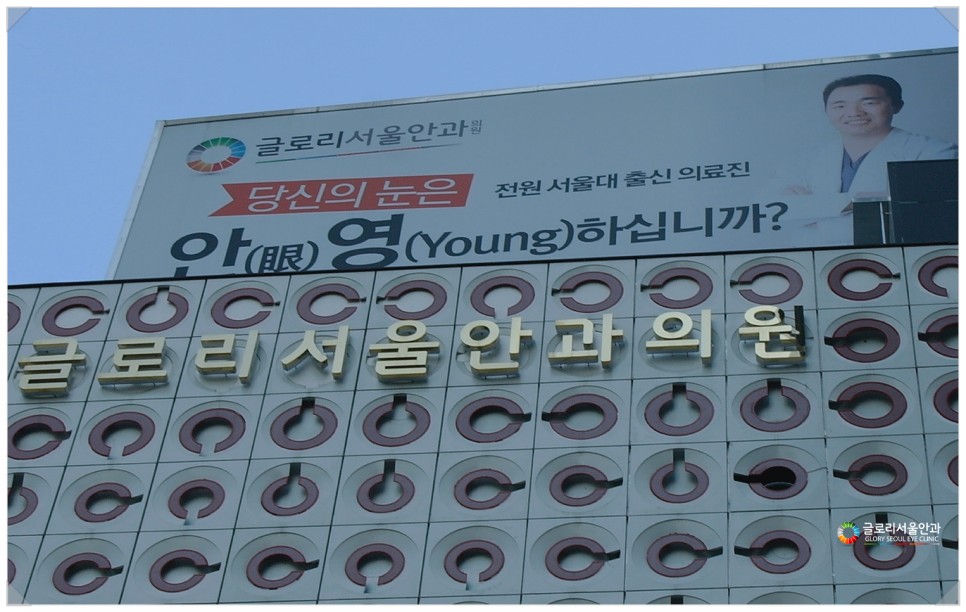 글로리서울안과의원
당신의 눈은
전원 서울대 출신 의료진
안(眼)영(Young)하십니까?
글로리서울안과의원
글로리서울안과
GLORY SEOUL EYE CLINIC